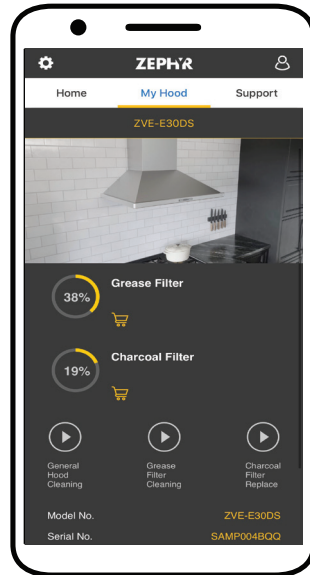 ZEPHYR
Home My Hood Support
ZVE-E30DS
38% Grease Filter
19% Charcoal Filter
General Hood Cleaning
Grease Filter Cleaning
Charcoal Filter Replace
Model No. ZVE-E30DS
Serial No. SAMP004BQQ